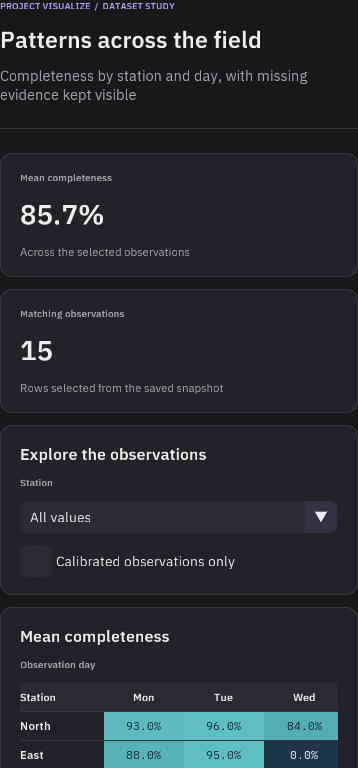 PROJECT VISUALIZE / DATASET STUDY
Patterns across the field
Completeness by station and day, with missing
evidence kept visible
Mean completeness
85.7%
Across the selected observations
Matching observations
15
Rows selected from the saved snapshot
Explore the observations
Station
All values
Calibrated observations only
Mean completeness
Observation day
Station Mon Tue Wed
North 93.0% 96.0% 84.0%
East 88.0% 95.0% 0.0%